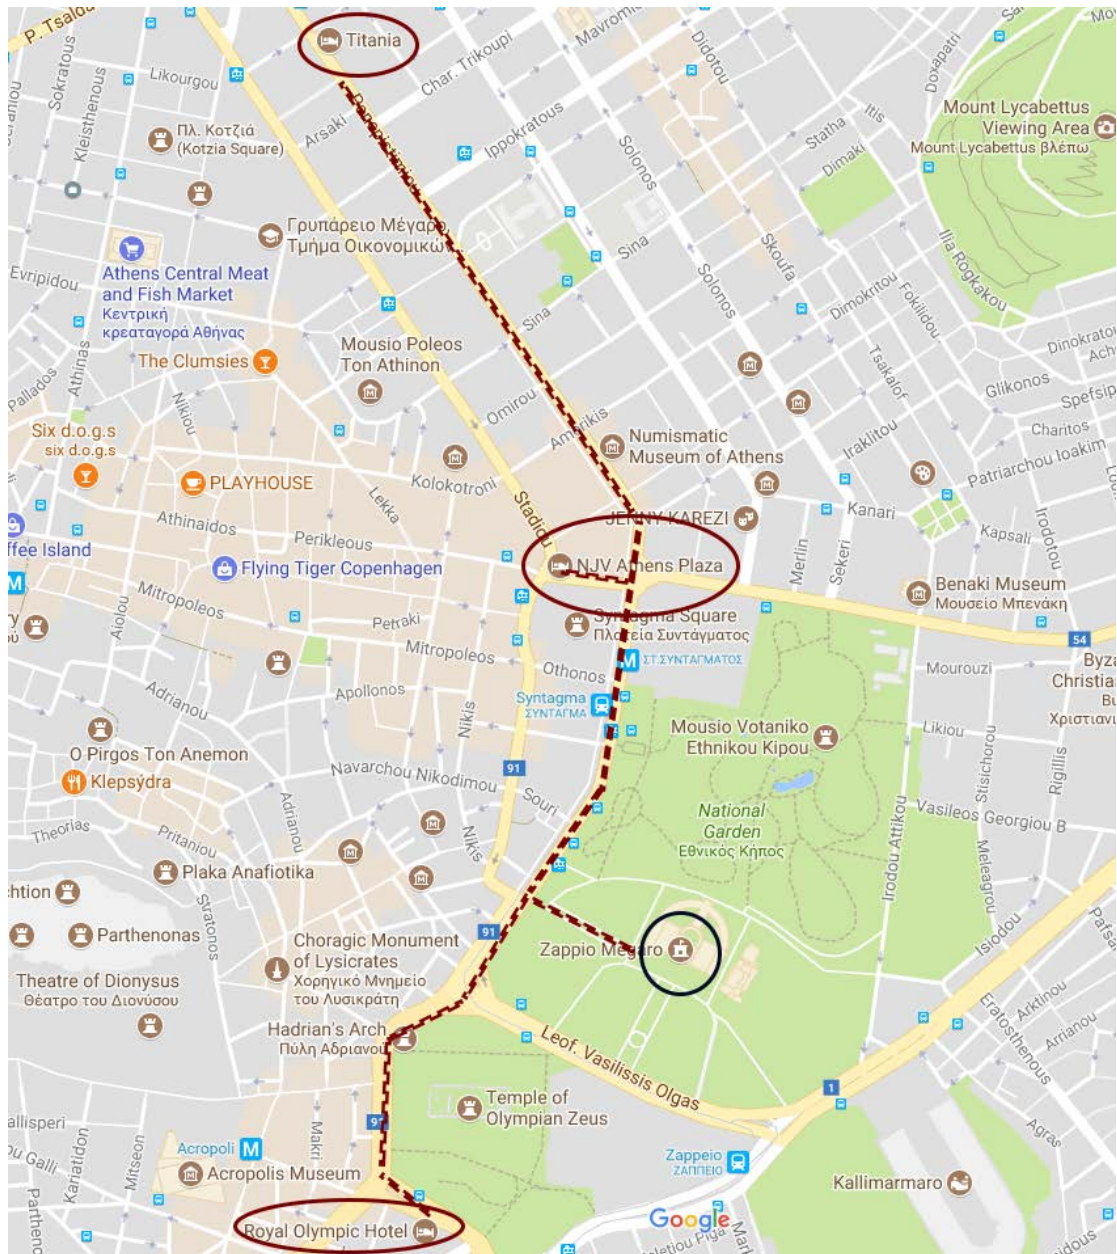 P. Tsalda
Titania
Sokratous
Kleisthenous
Likourgou
Πλ. Κοτζιά
(Kotzia Square)
Arsaki
Char. Trikoupi
Ippokratous
Mavromic
Didotou
Solonos
Statha
Itis
Dimaki
Doxapatri
Mount Lycabettus
Viewing Area
Mount Lycabettus βλέπω
Γρυπάρειο Μέγαρο,
Τμήμα Οικονομικών...
Athens Central Meat
and Fish Market
Κεντρική
κρεαταγορά Αθήνας
Evripidou
Sina
Skoufa
Solonos
Ilia Rogkakou
Dimokritou
Fokilidou
Dinokratou
Tsakalof
Glikonos
Spefsip
Charitos
Sina
Mousio Poleos
Ton Athinon
The Clumsies
Athinas
Pallados
Nikiou
Omirou
Amerikis
Numismatic
Museum of Athens
Iraklitou
Patriarchou Ioakim
Six d.o.g.s
six d.o.g.s
PLAYHOUSE
Kolokotroni
Lekka
Stadiou
JENNY KAREZI
Kanari
Kapsali
Irodotou
Athinaidos
Perikleous
ffee Island
Flying Tiger Copenhagen
NJV Athens Plaza
Merlin
Sekeri
Benaki Museum
Μουσείο Μπενάκη
Mitropoleos
Aiolou
Petraki
Syntagma Square
Πλατεία Συντάγματος
54
Mitropoleos
Othonos
ΣΤ.ΣΥΝΤΑΓΜΑΤΟΣ
Mourouzi
Byza
Christian
Χριστιανι
Adrianou
Apollonos
Nikis
Syntagma
ΣΥΝΤΑΓΜΑ
Mousio Votaniko
Ethnikou Kipou
Likiou
Stisichorou
Rigillis
O Pirgos Ton Anemon
Klepsýdra
Navarchou Nikodimou
91
Souri
National
Garden
Εθνικός Κήπος
Vasileos Georgiou B
Theorias
Pritaniou
Adrianou
Nikis
Irodou Attikou
Meleagrou
Plaka Anafiotika
chtion
Stratonos
Parthenonas
91
Choragic Monument
of Lysicrates
Χορηγικό Μνημείο
του Λυσικράτη
Zappio Megaro
Isiodou
Theatre of Dionysus
Θέατρο του Διονύσου
Hadrian's Arch
Πύλη Αδριανού
Leof. Vasilissis Olgas
Eratosthenous
Arktinou
Arrianou
1
Temple of
Olympian Zeus
Agras
allisperi
Kariatidon
Mitseon
Makri
Acropoli
Acropolis Museum
Zappeio
ΖΑΠΠΕΙΟ
Kallimarmaro
Royal Olympic Hotel
Google